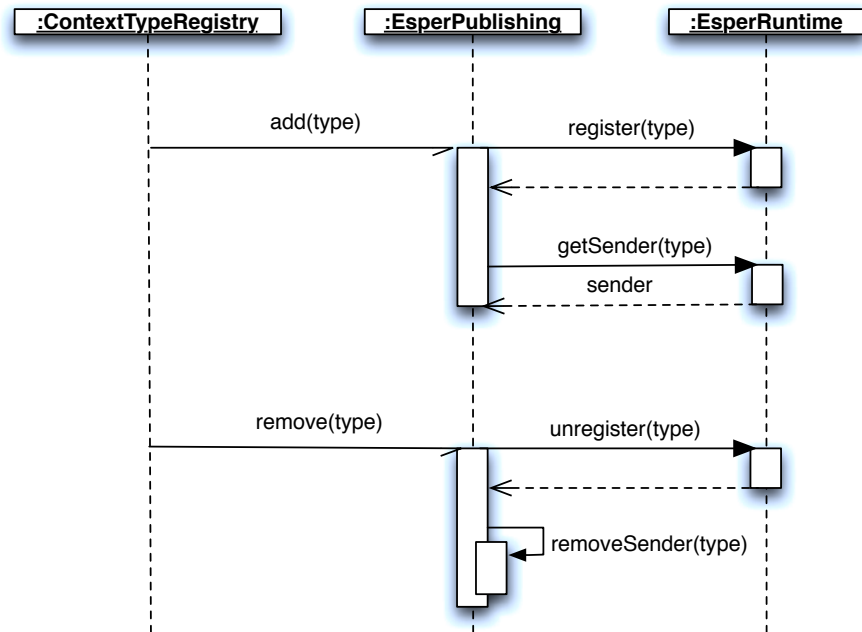 :ContextTypeRegistry
:EsperPublishing
:EsperRuntime
add(type)
register(type)
getSender(type)
sender
remove(type)
unregister(type)
removeSender(type)